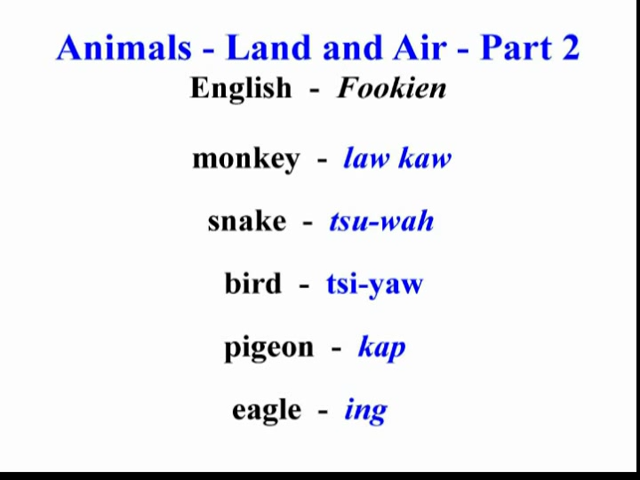 Animals - Land and Air - Part 2
English - Fookien
monkey - law kaw
snake - tsu-wah
bird - tsi-yaw
pigeon - kap
eagle - ing